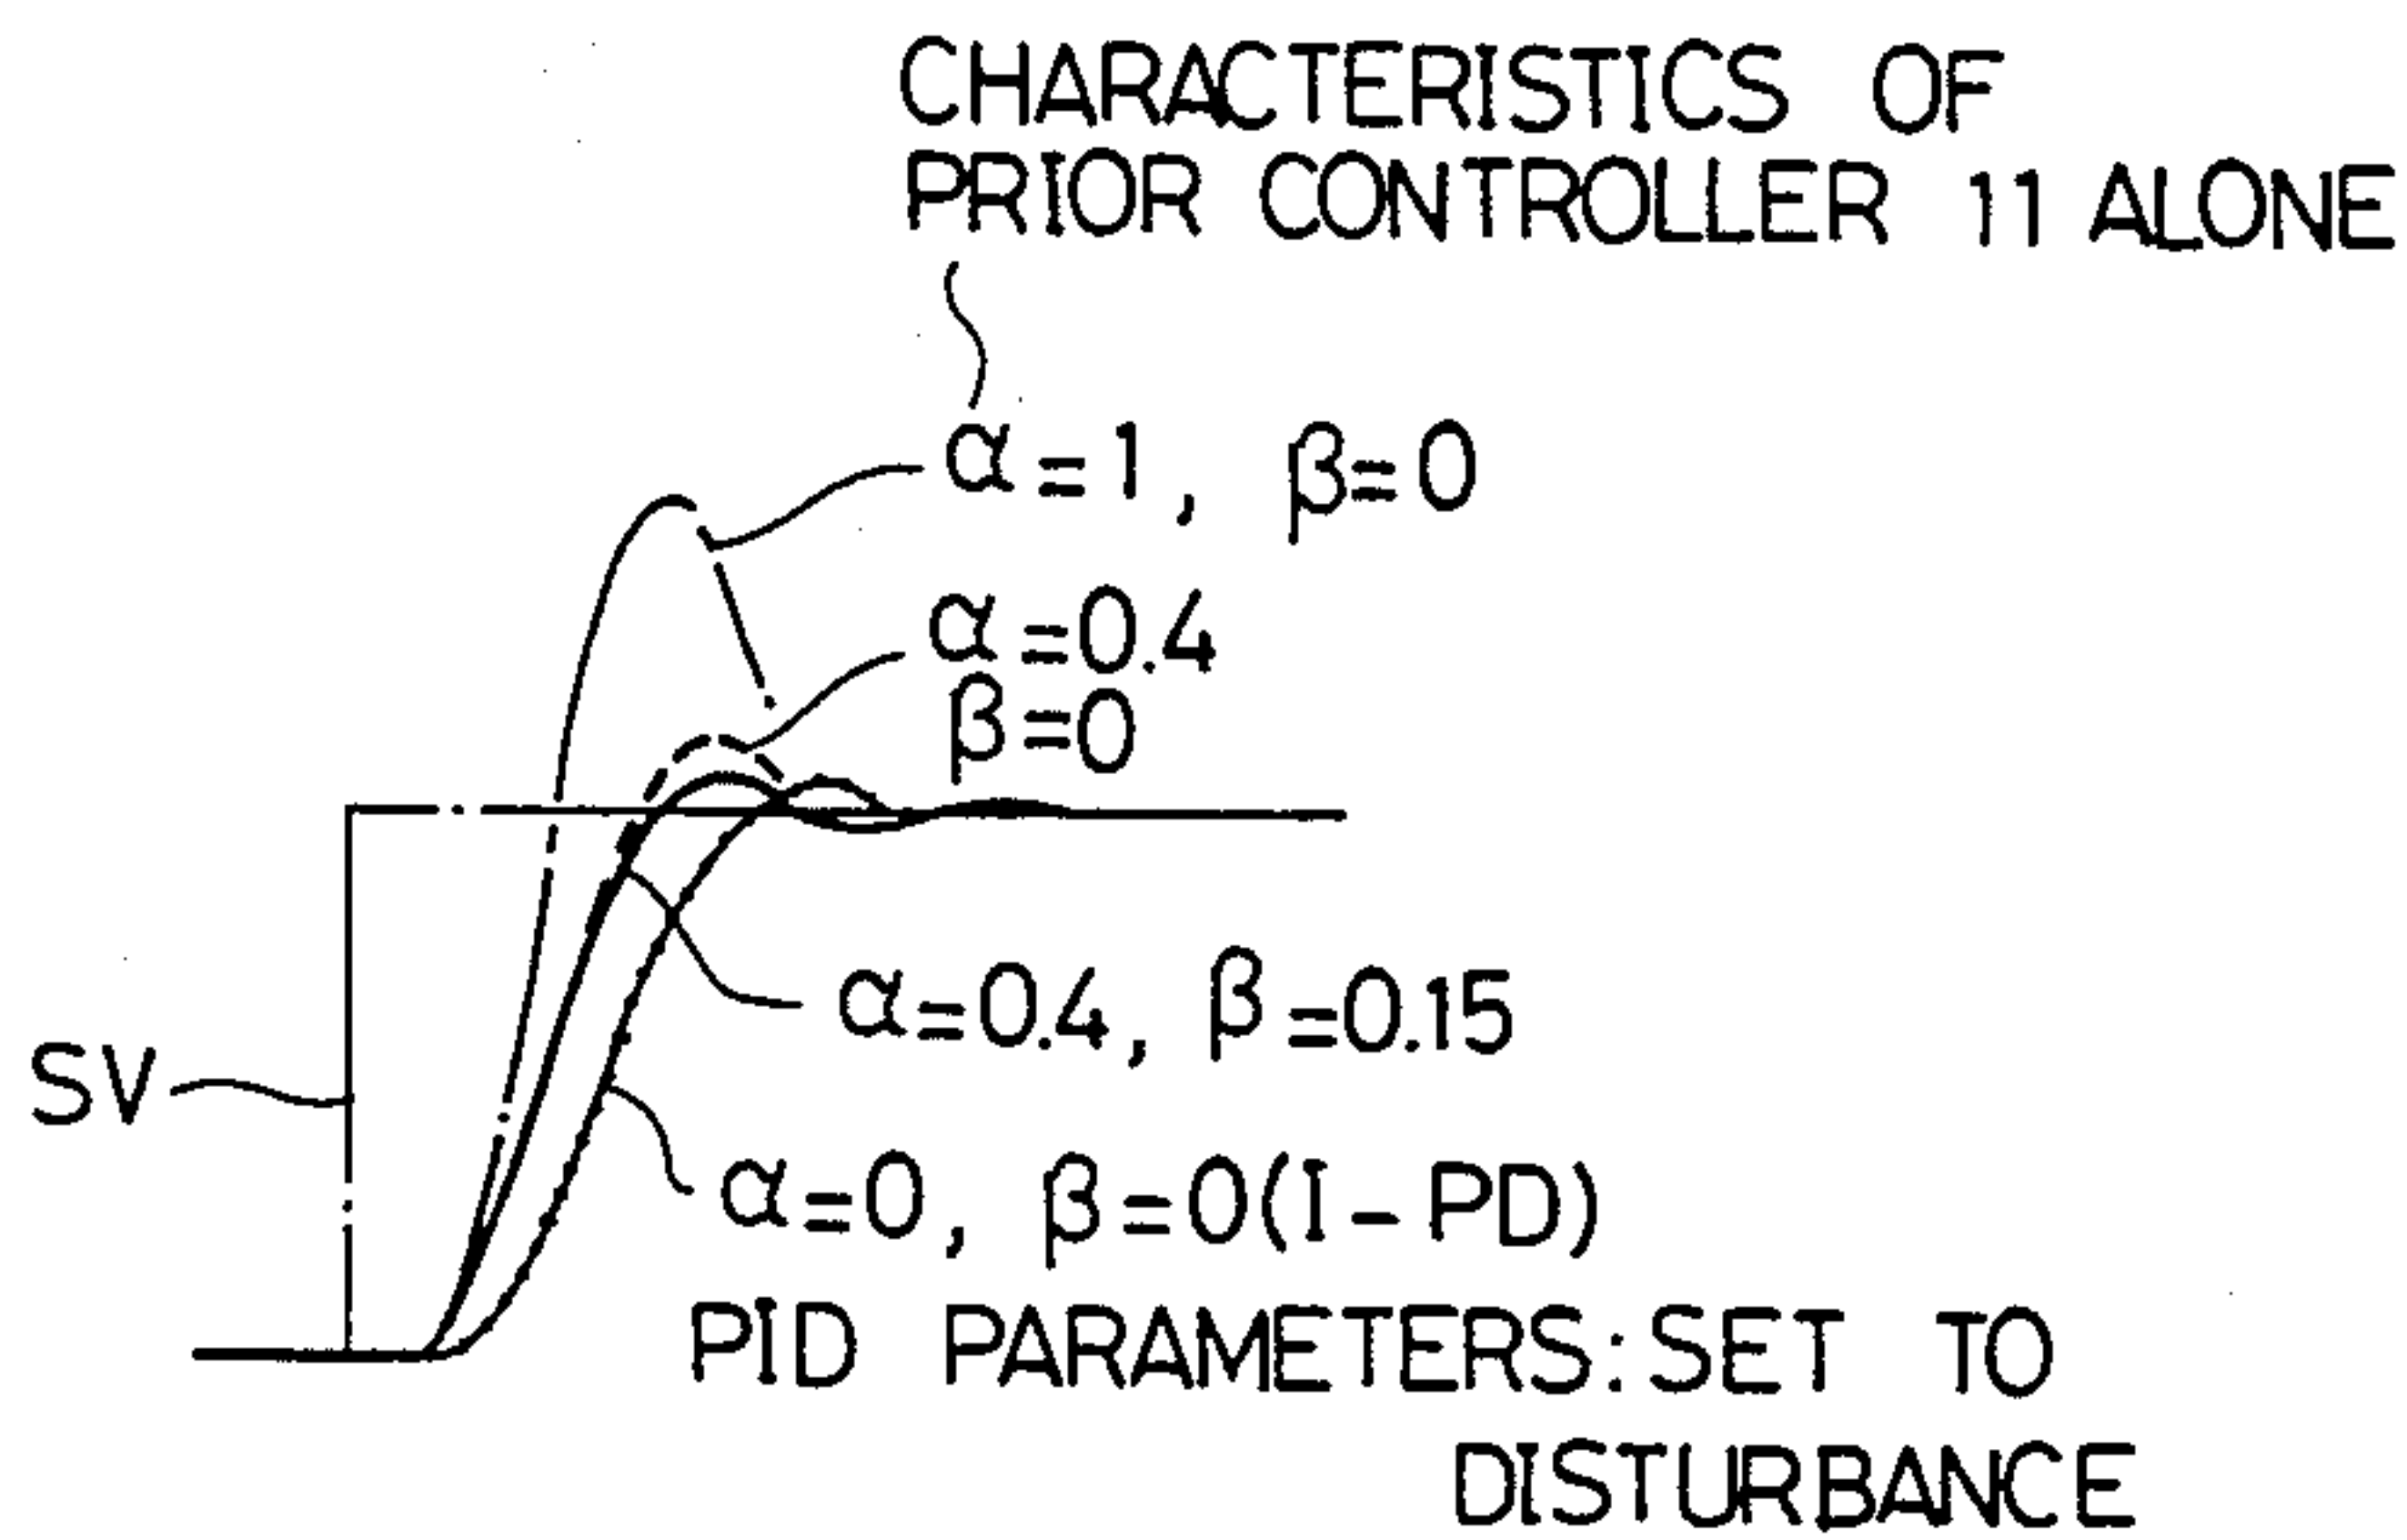 CHARACTERISTICS OF
PRIOR CONTROLLER 11 ALONE
α=1, β=0
α=0.4
β=0
α=0.4, β=0.15
SV
α=0, β=0(I-PD)
PID PARAMETERS:SET TO
DISTURBANCE